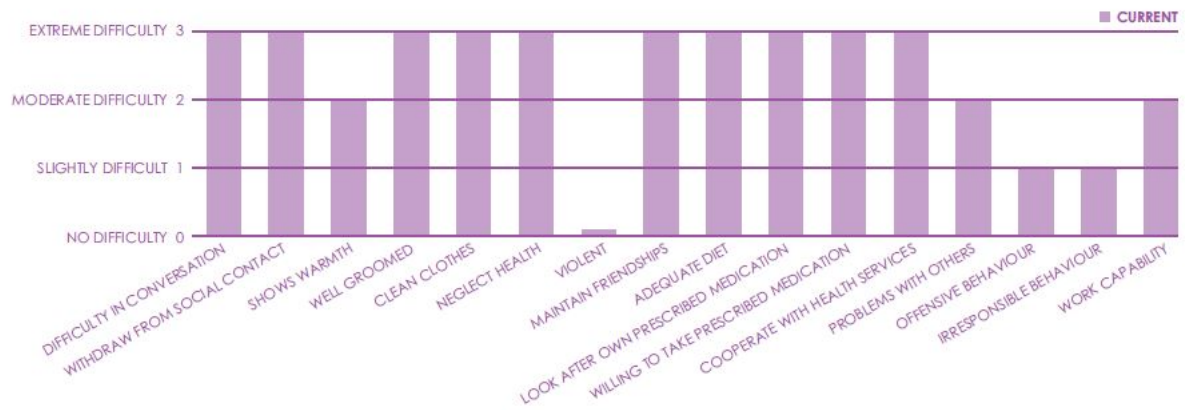 CURRENT
EXTREME DIFFICULTY 3
MODERATE DIFFICULTY 2
SLIGHTLY DIFFICULT 1
NO DIFFICULTY 0
DIFFICULTY IN CONVERSATION
WITHDRAW FROM SOCIAL CONTACT
SHOWS WARMTH
WELL GROOMED
CLEAN CLOTHES
NEGLECT HEALTH
VIOLENT
MAINTAIN FRIENDSHIPS
ADEQUATE DIET
LOOK AFTER OWN PRESCRIBED MEDICATION
WILLING TO TAKE PRESCRIBED MEDICATION
COOPERATE WITH HEALTH SERVICES
PROBLEMS WITH OTHERS
OFFENSIVE BEHAVIOUR
IRRESPONSIBLE BEHAVIOUR
WORK CAPABILITY